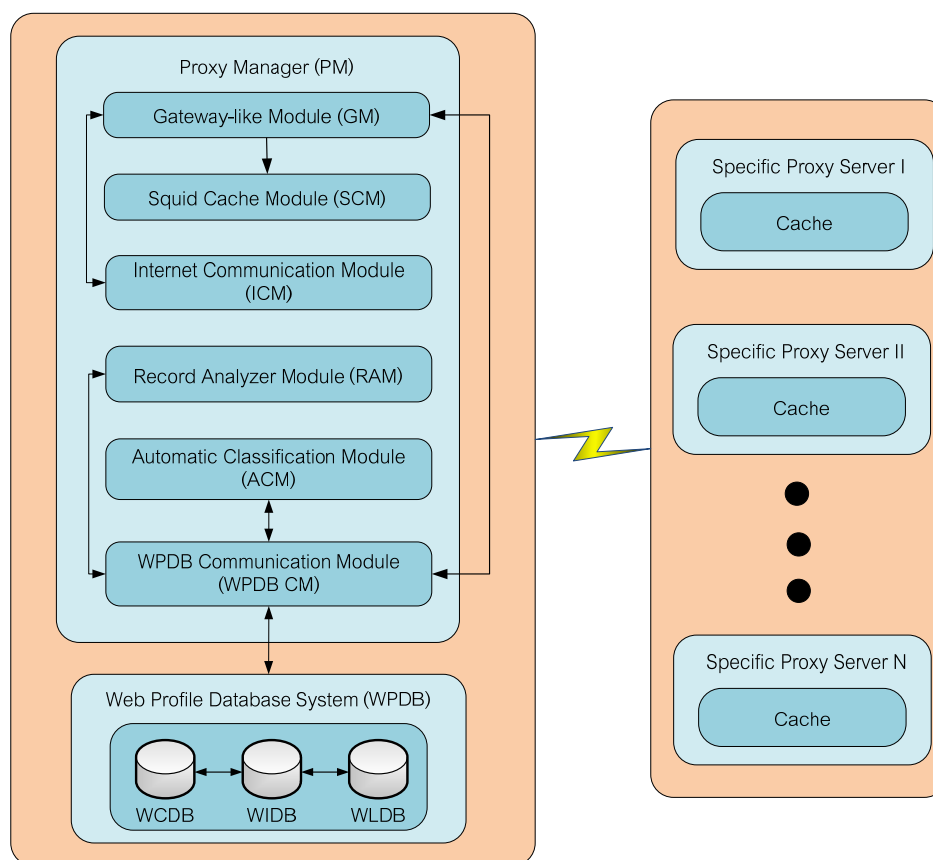 Proxy Manager (PM)
Gateway-like Module (GM)
Squid Cache Module (SCM)
Internet Communication Module
(ICM)
Record Analyzer Module (RAM)
Automatic Classification Module
(ACM)
WPDB Communication Module
(WPDB CM)
Web Profile Database System (WPDB)
WCDB
WIDB
WLDB
Specific Proxy Server I
Cache
Specific Proxy Server II
Cache
Specific Proxy Server N
Cache